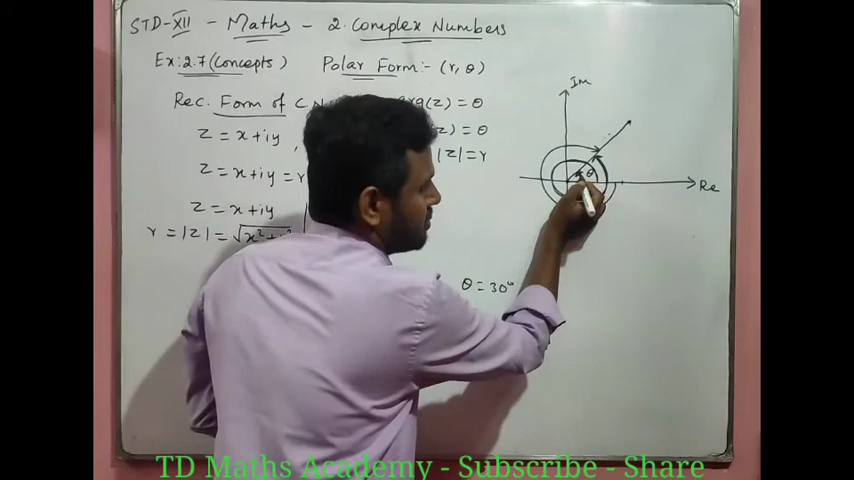 STD-XII - Maths - 2. Complex Numbers
Ex: 2.7 (Concepts) Polar Form:- (r, θ)
Rec. Form of C.N (z) = θ
z = x + iy , (z) = θ
|z| = r
z = x + iy = r
z = x + iy
r = |z| =
θ = 30°
Im
θ
Re
TD Maths Academy - Subscribe - Share